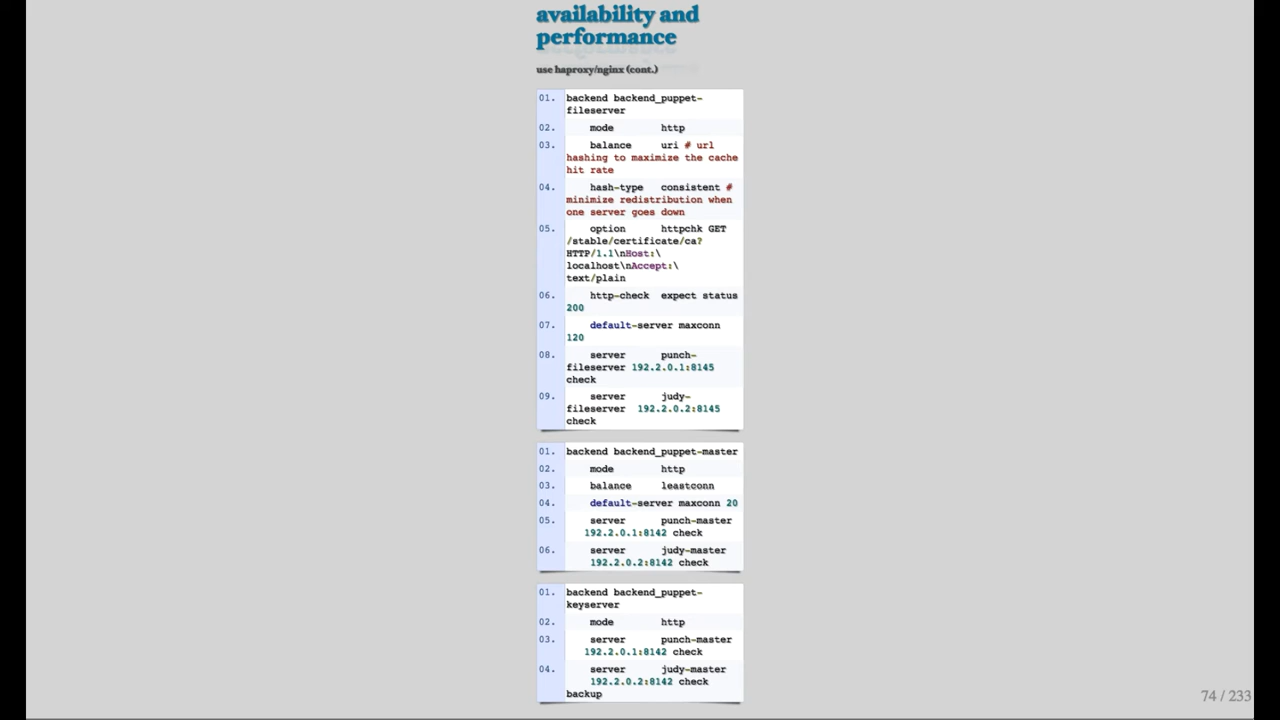 availability and
performance
use haproxy/nginx (cont.)
01. backend backend_puppet-
fileserver
02. mode http
03. balance uri # url
hashing to maximize the cache
hit rate
04. hash-type consistent #
minimize redistribution when
one server goes down
05. option httpchk GET
/stable/certificate/ca?
HTTP/1.1\nHost:\
localhost\nAccept:\
text/plain
06. http-check expect status
200
07. default-server maxconn
120
08. server punch-
fileserver 192.2.0.1:8145
check
09. server judy-
fileserver 192.2.0.2:8145
check
01. backend backend_puppet-master
02. mode http
03. balance leastconn
04. default-server maxconn 20
05. server punch-master
192.2.0.1:8142 check
06. server judy-master
192.2.0.2:8142 check
01. backend backend_puppet-
keyserver
02. mode http
03. server punch-master
192.2.0.1:8142 check
04. server judy-master
192.2.0.2:8142 check
backup
74 / 233